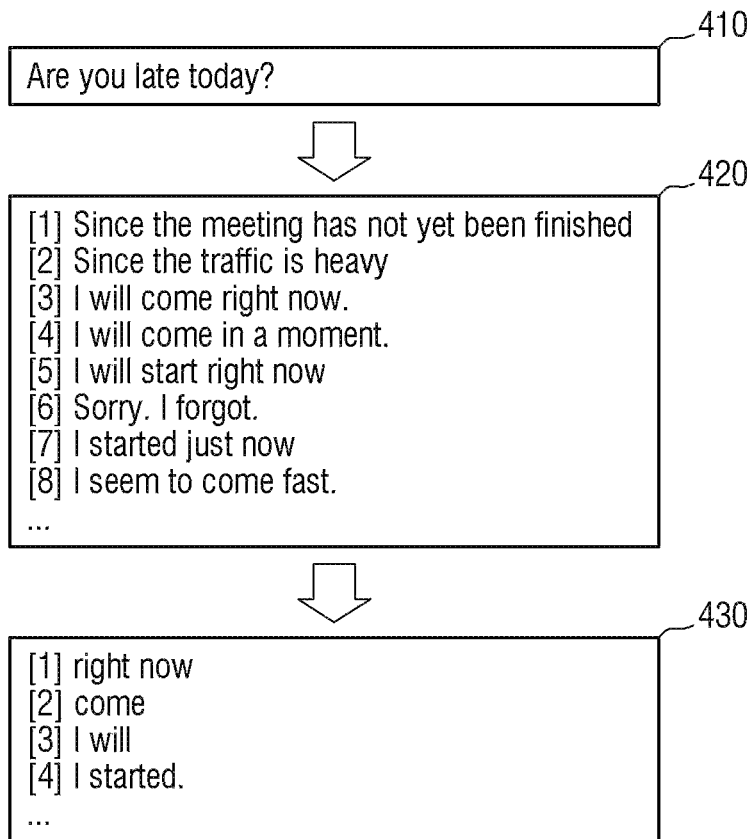 410
Are you late today?
420
[1] Since the meeting has not yet been finished
[2] Since the traffic is heavy
[3] I will come right now.
[4] I will come in a moment.
[5] I will start right now
[6] Sorry. I forgot.
[7] I started just now
[8] I seem to come fast.
...
430
[1] right now
[2] come
[3] I will
[4] I started.
...